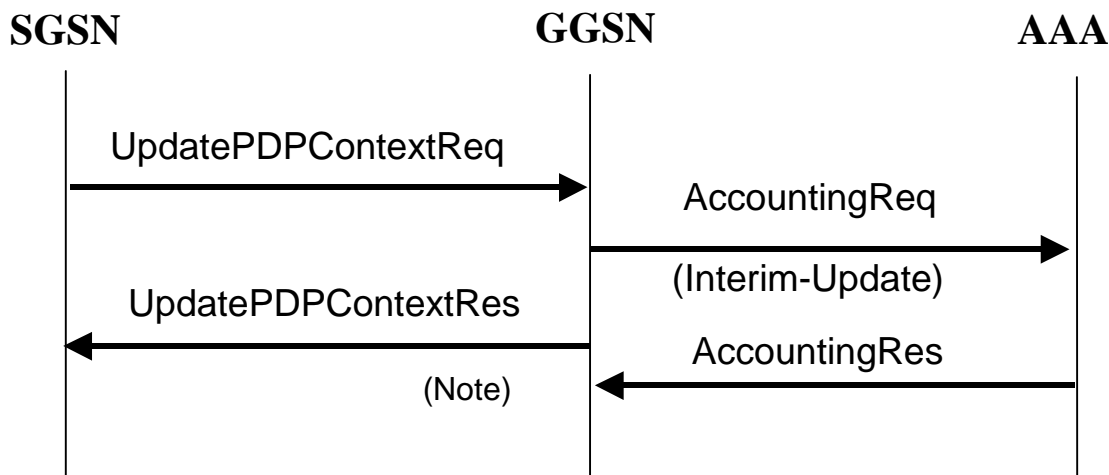 SGSN
GGSN
AAA
UpdatePDPContextReq
AccountingReq
(Interim-Update)
UpdatePDPContextRes
AccountingRes
(Note)